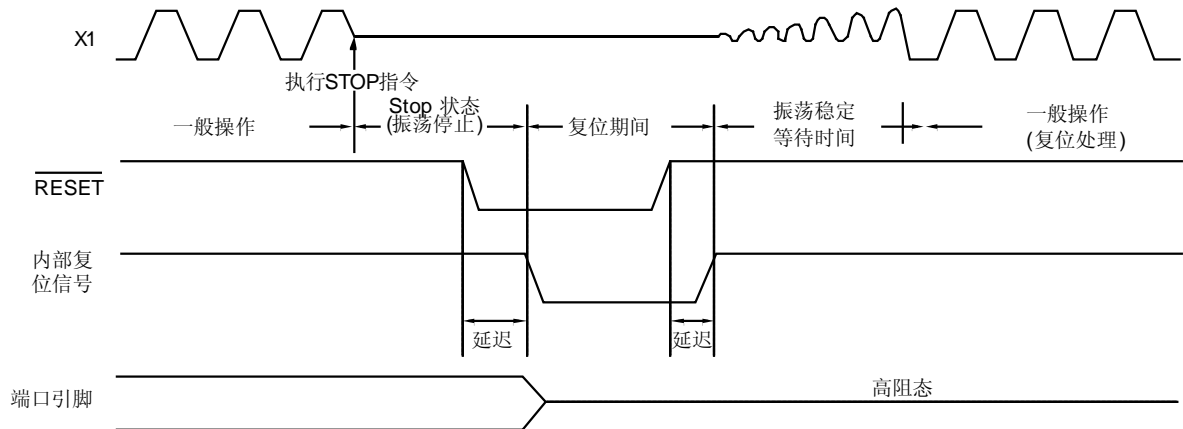 X1
执行STOP指令
一般操作
Stop 状态
(振荡停止)
复位期间
振荡稳定
等待时间
一般操作
(复位处理)
RESET
内部复
位信号
延迟
延迟
端口引脚
高阻态